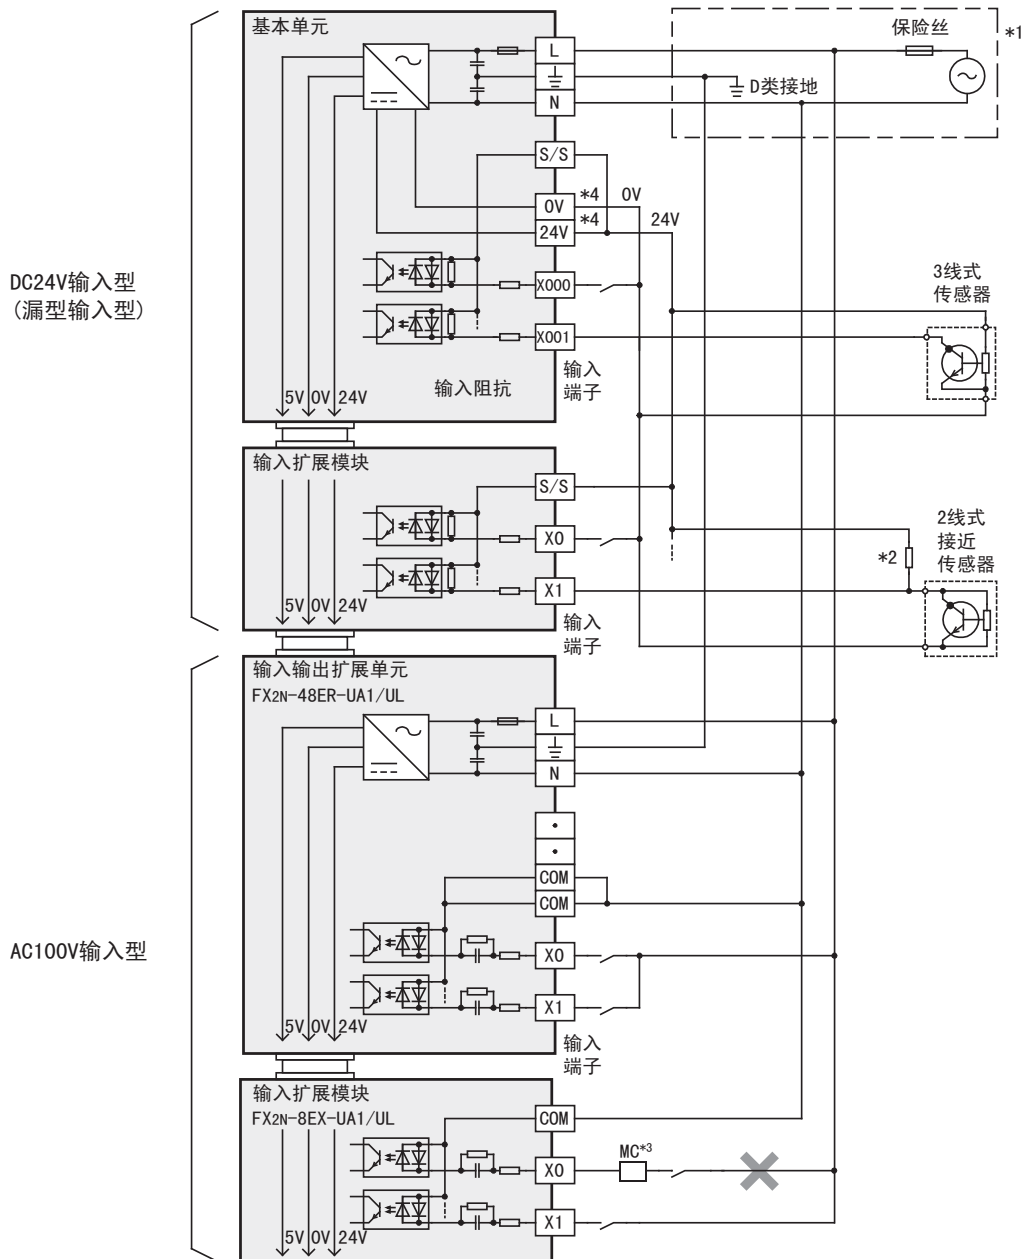 基本单元
保险丝
*1
L
D类接地
N
S/S
*4
0V
0V
*4
24V
24V
DC24V输入型
(漏型输入型)
X000
3线式
传感器
X001
输入
端子
输入阻抗
5V
0V
24V
输入扩展模块
S/S
2线式
接近
传感器
X0
*2
X1
5V
0V
24V
输入
端子
输入输出扩展单元
FX2N-48ER-UA1/UL
L
N
COM
COM
AC100V输入型
X0
X1
5V
0V
24V
输入
端子
输入扩展模块
FX2N-8EX-UA1/UL
COM
MC*3
X0
X1
5V
0V
24V